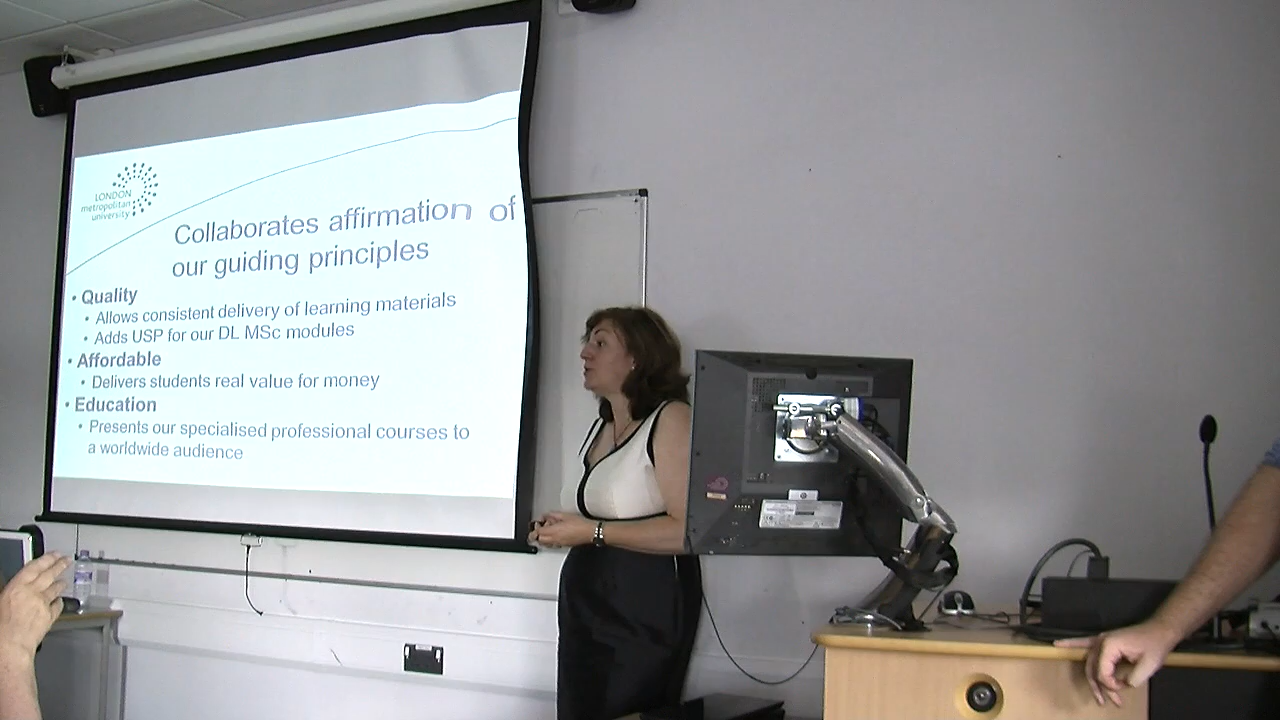 LONDON
metropolitan
university
Collaborates affirmation of
our guiding principles
• Quality
• Allows consistent delivery of learning materials
• Adds USP for our DL MSc modules
• Affordable
• Delivers students real value for money
• Education
• Presents our specialised professional courses to
a worldwide audience